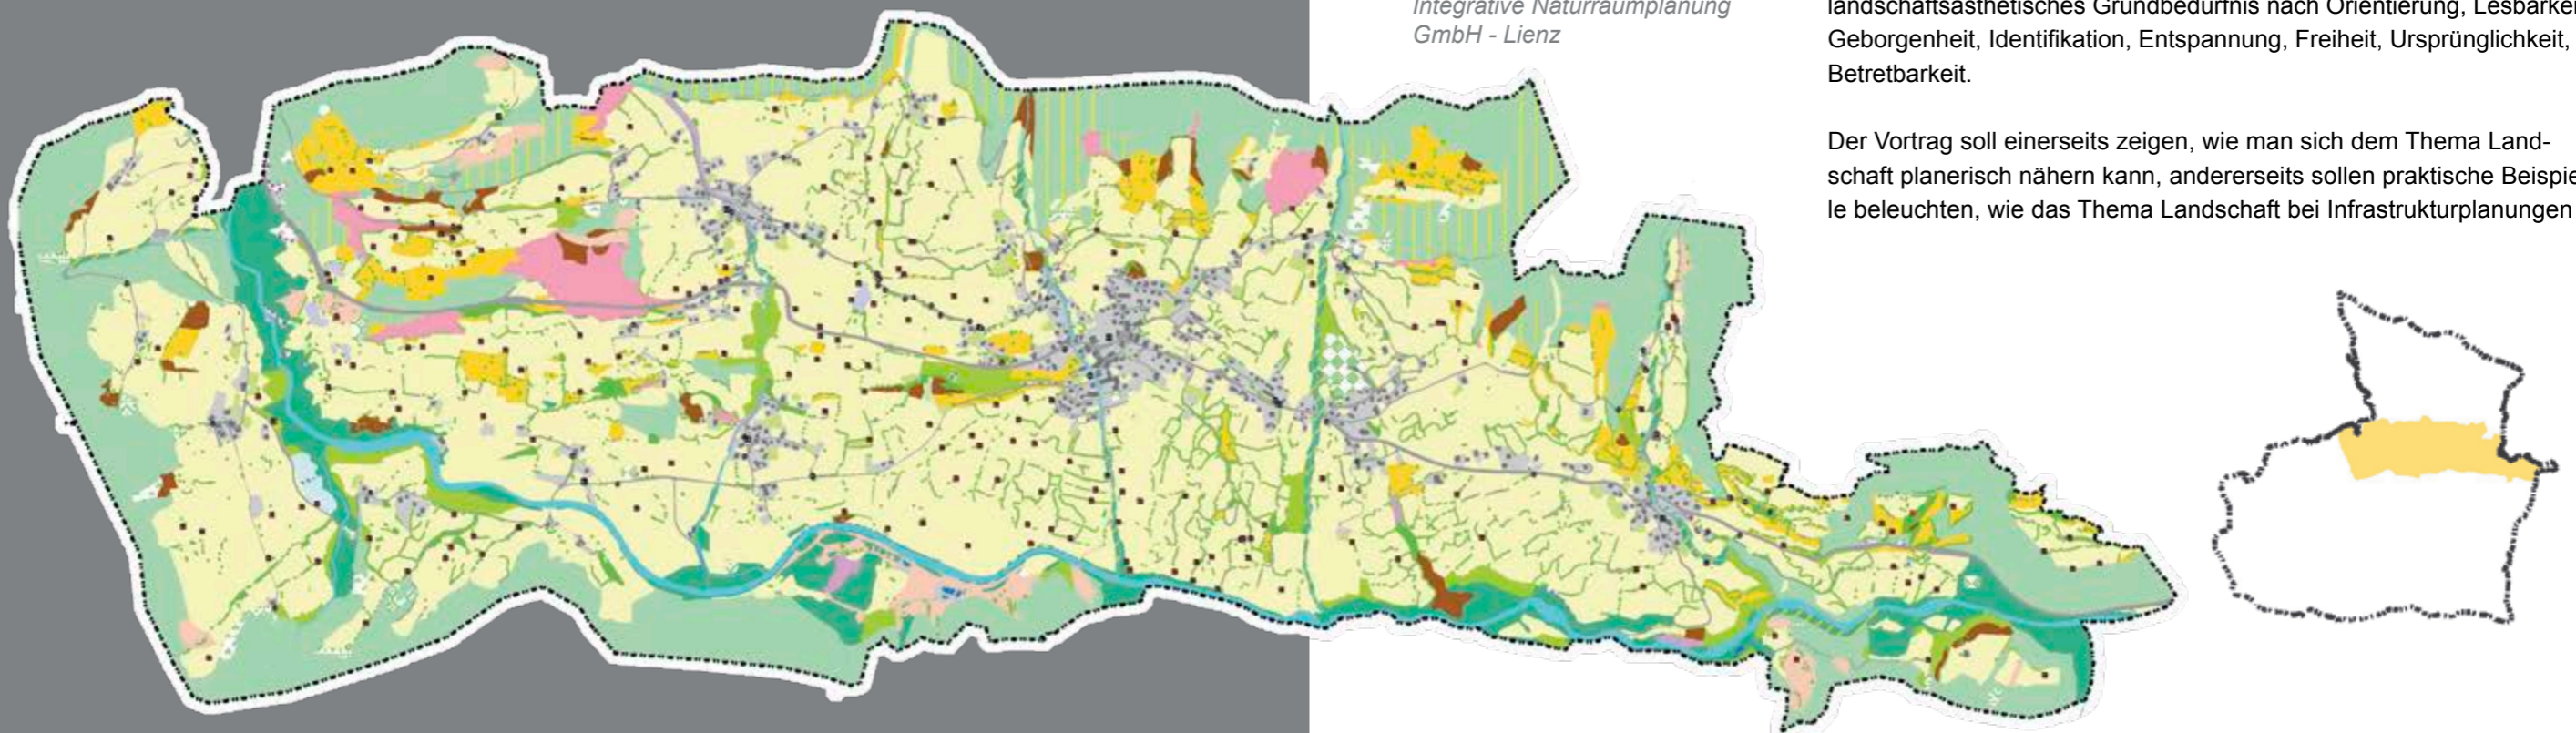 Integrative Naturraumplanung
GmbH - Lienz
landschaftsästhetisches Grundbedürfnis nach Orientierung, Lesbarkei
Geborgenheit, Identifikation, Entspannung, Freiheit, Ursprünglichkeit,
Betretbarkeit.
Der Vortrag soll einerseits zeigen, wie man sich dem Thema Land-
schaft planerisch nähern kann, andererseits sollen praktische Beispie
le beleuchten, wie das Thema Landschaft bei Infrastrukturplanungen